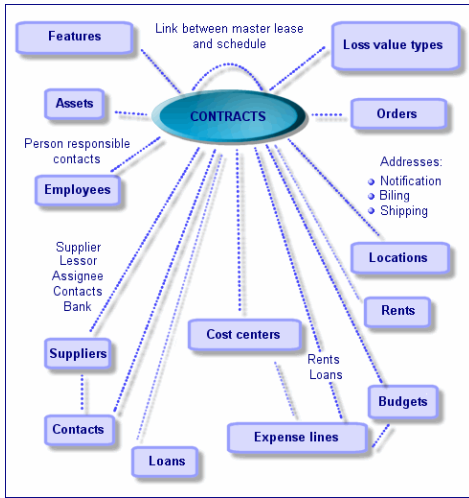 Features
Link between master lease
and schedule
Loss value types
Assets
CONTRACTS
Orders
Person responsible
contacts
Employees
Addresses:
Notification
Biling
Shipping
Supplier
Lessor
Assignee
Contacts
Bank
Locations
Rents
Cost centers
Suppliers
Rents
Loans
Budgets
Contacts
Expense lines
Loans